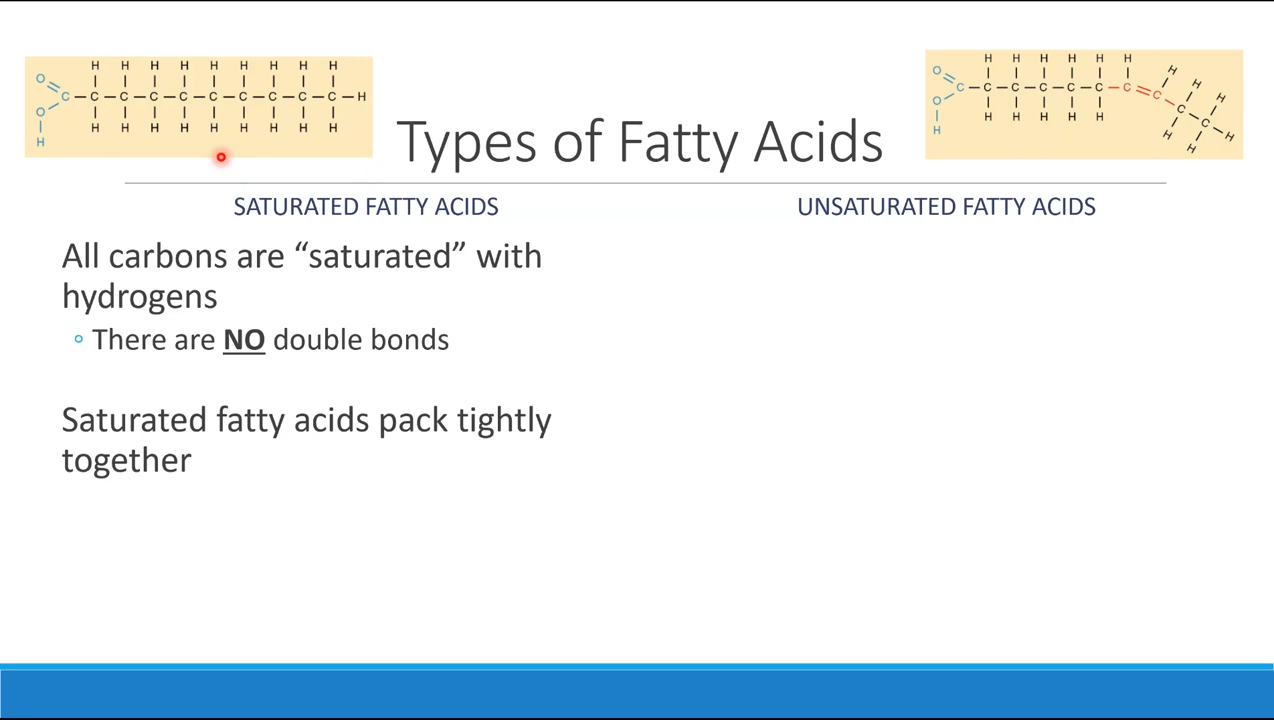 H H H H H H H H H
O
C — C — C — C — C — C — C — C — C — C — H
O
H H H H H H H H H
H
H H H H H H
O
C — C — C — C — C — C — C = C
O
H H H H H
H
H
H
H
C
C
H
H
H
Types of Fatty Acids
SATURATED FATTY ACIDS
UNSATURATED FATTY ACIDS
All carbons are “saturated” with
hydrogens
There are NO double bonds
Saturated fatty acids pack tightly
together